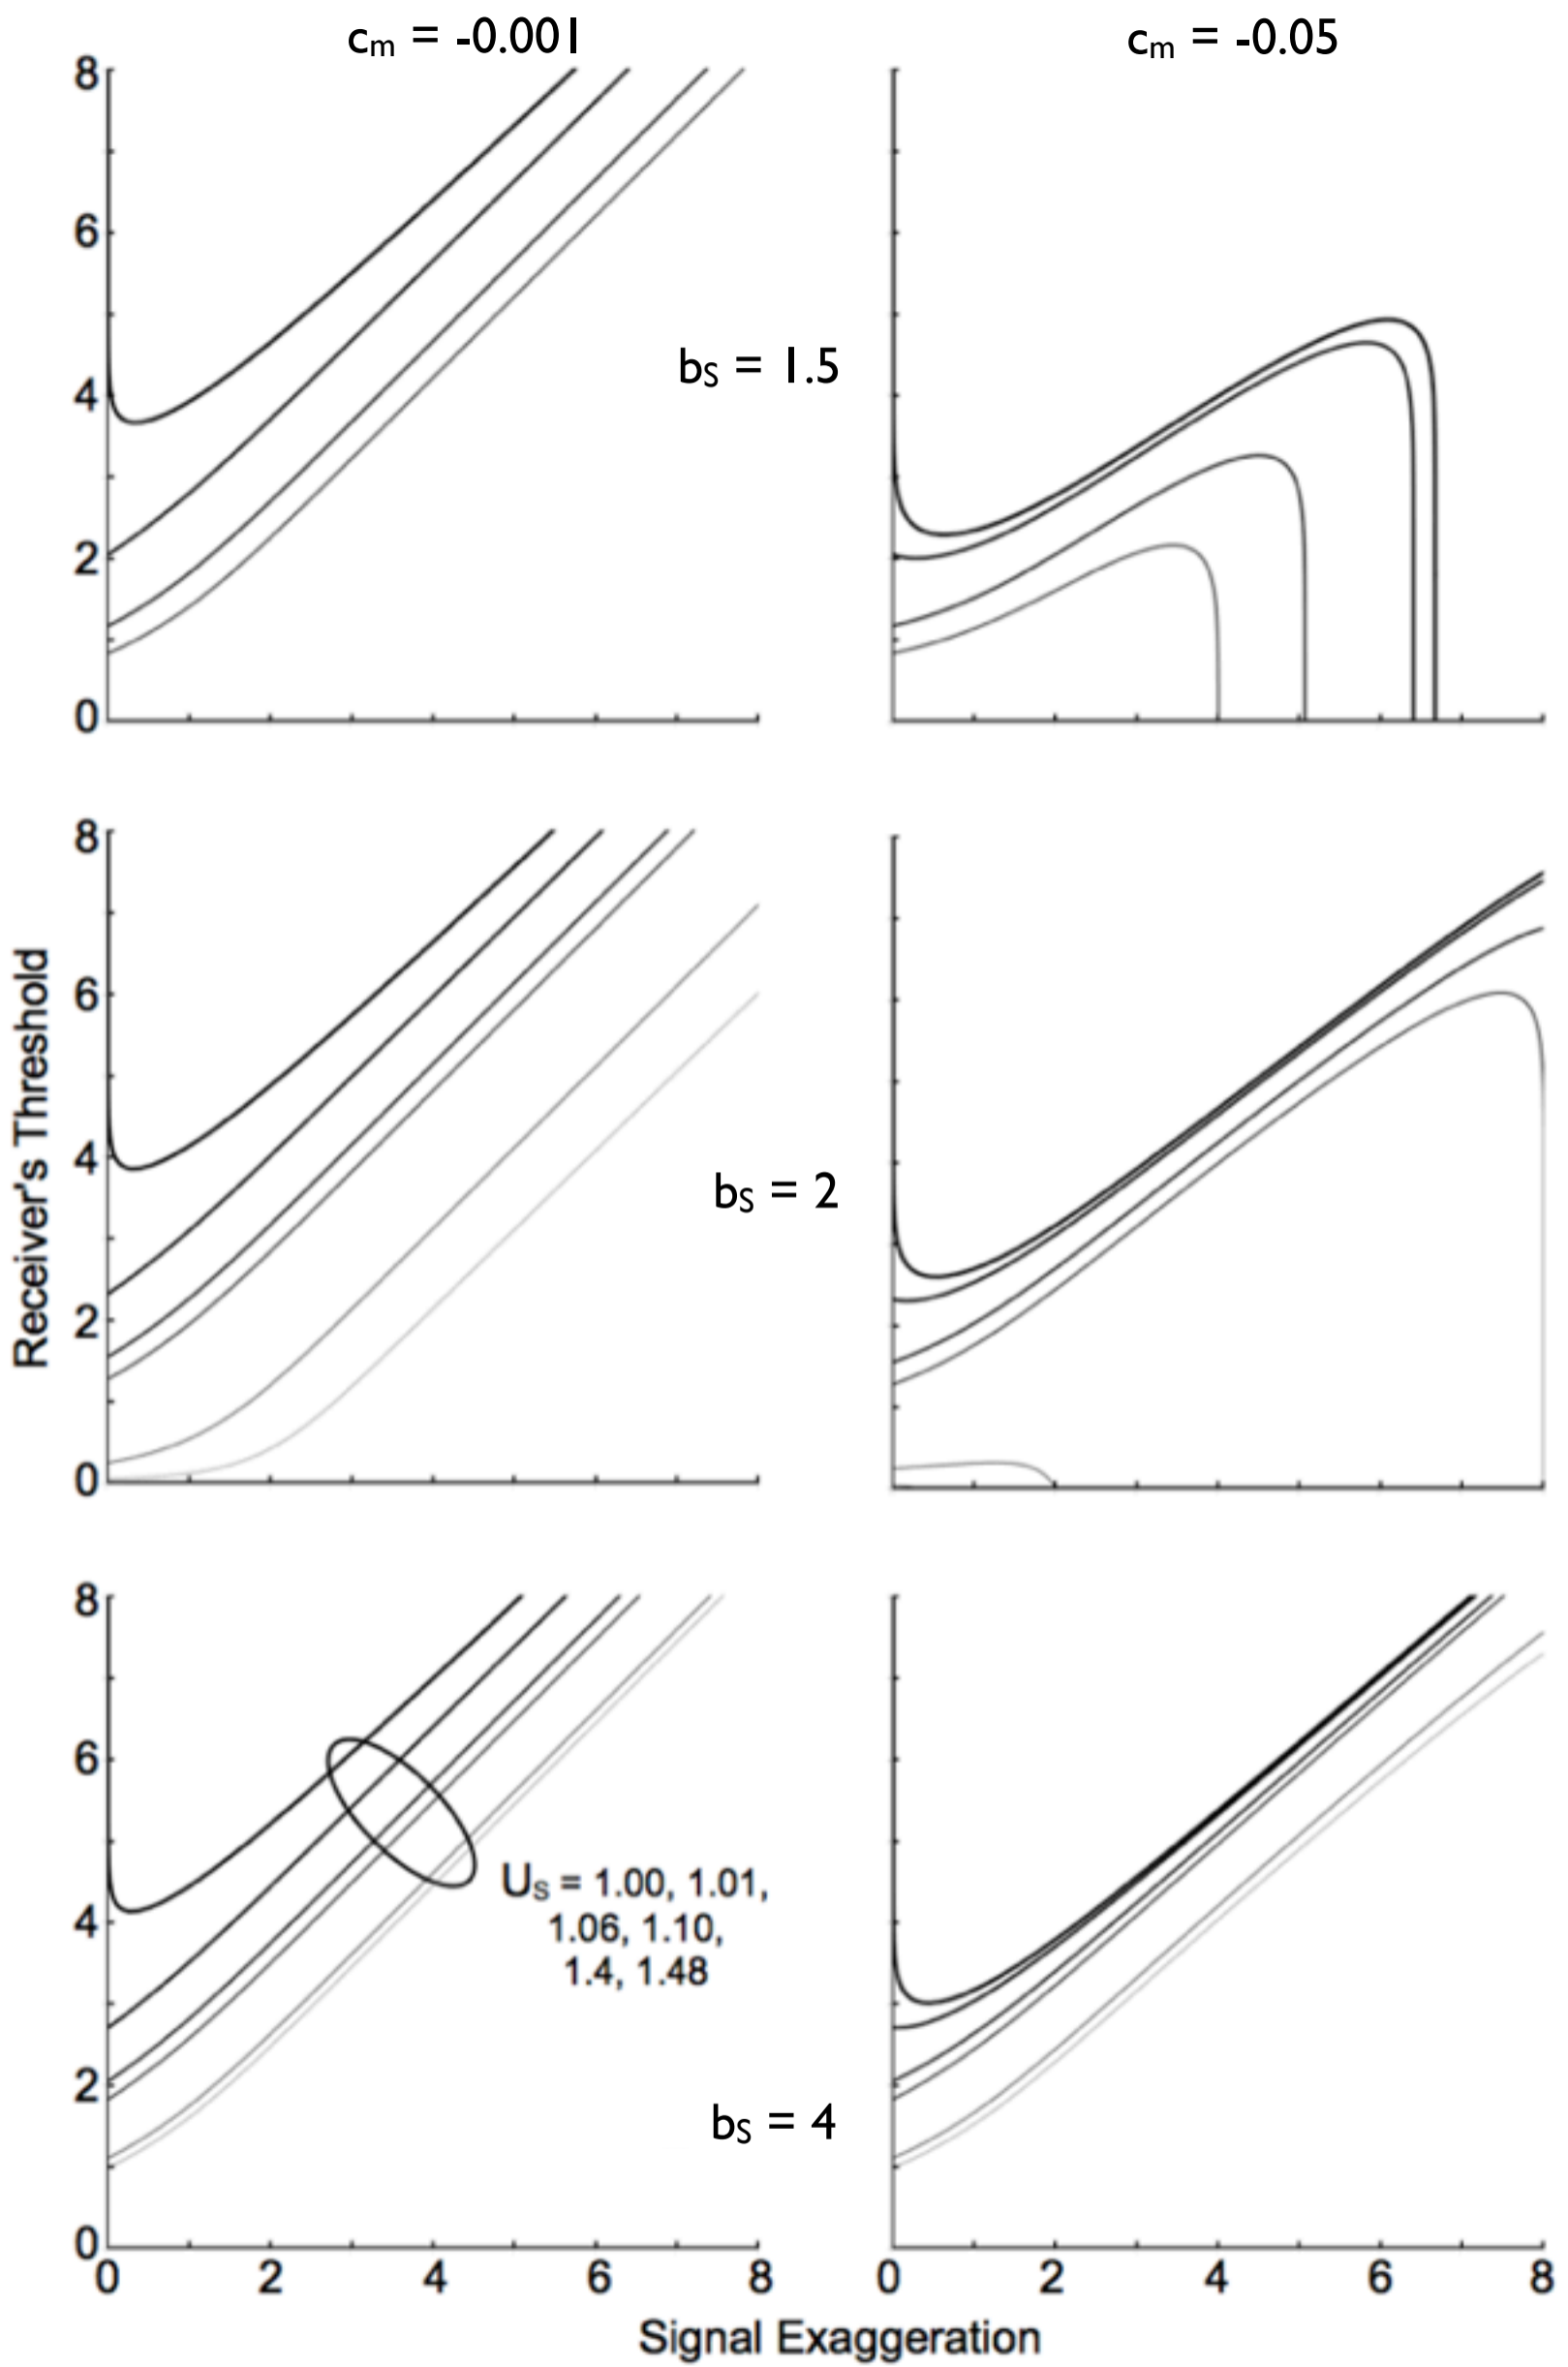 cm = -0.001
cm = -0.05
8
6
bS = 1.5
4
2
0
8
6
Receiver's Threshold
4
bS = 2
2
0
8
6
US = 1.00, 1.01,
1.06, 1.10,
1.4, 1.48
4
2
bS = 4
0
0 2 4 6 8 0 2 4 6 8
Signal Exaggeration